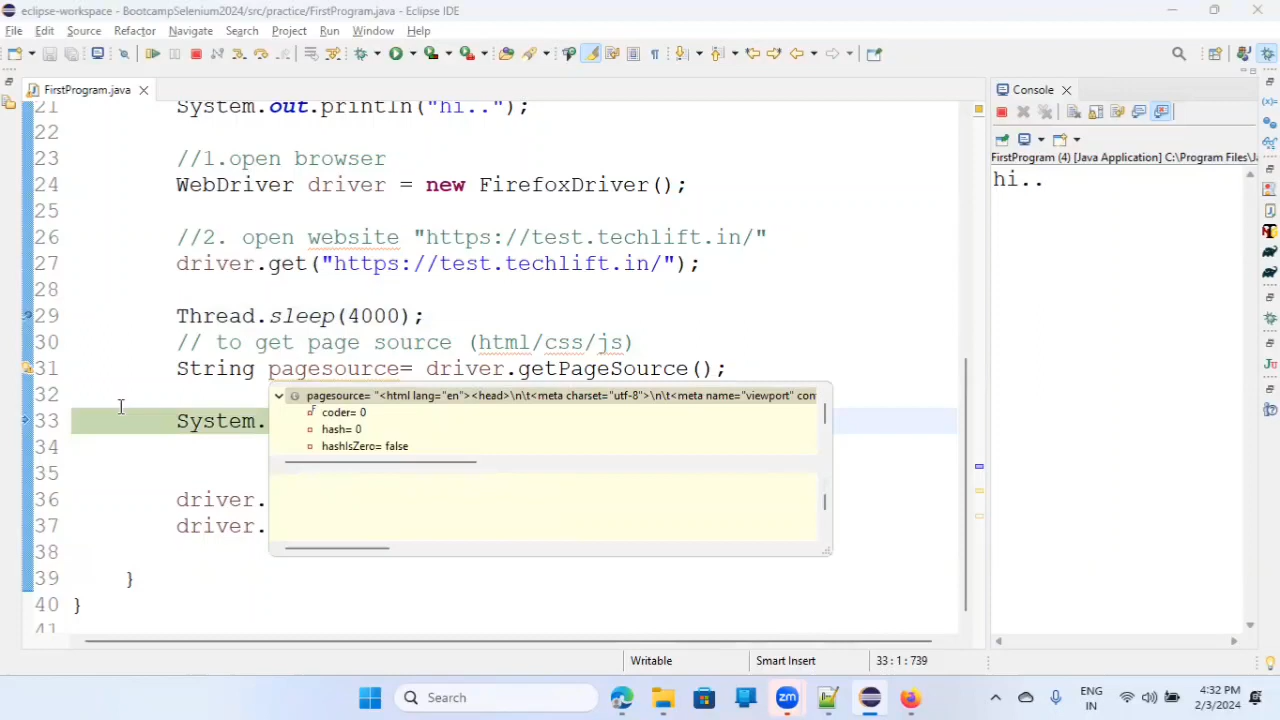 eclipse-workspace - BootcampSelenium2024/src/practice/FirstProgram.java - Eclipse IDE
File Edit Source Refactor Navigate Search Project Run Window Help
FirstProgram.java
Console
FirstProgram (4) [Java Application] C:\Program Files\J
hi..
21 System.out.println("hi..");
22
23 //1.open browser
24 WebDriver driver = new FirefoxDriver();
25
26 //2. open website "https://test.techlift.in/"
27 driver.get("https://test.techlift.in/");
28
29 Thread.sleep(4000);
30 // to get page source (html/css/js)
31 String pagesource= driver.getPageSource();
32
pagesource= "<html lang="en"><head>\n\t<meta charset="utf-8">\n\t<meta name="viewport" con
coder= 0
33 System.
hash= 0
34
hashIsZero= false
35
36 driver.
37 driver.
38
39 }
40 }
41
Writable Smart Insert 33 : 1 : 739
Search
zm
ENG
IN
4:32 PM
2/3/2024